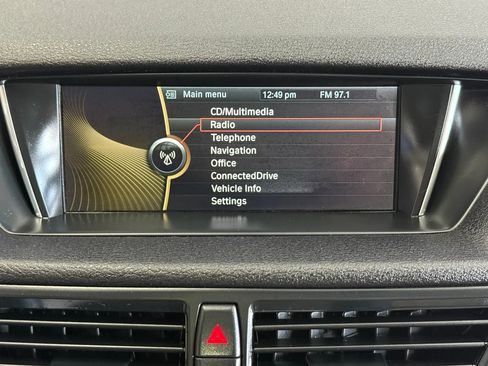 Main menu 12:49 pm FM 97.1
CD/Multimedia
Radio
Telephone
Navigation
Office
ConnectedDrive
Vehicle Info
Settings